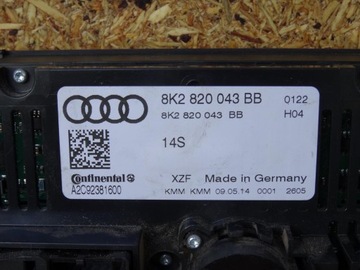 8K2 820 043 BB 0122
8K2 820 043 BB H04
14S
Continental
A2C92381600
XZF Made in Germany
KMM KMM 09.05.14 0001 2605